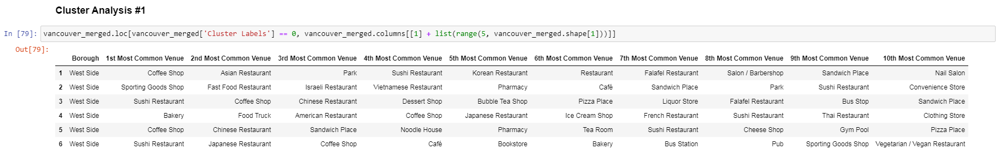 Cluster Analysis #1
In [79]: vancouver_merged.loc[vancouver_merged['Cluster Labels'] == 0, vancouver_merged.columns[[1] + list(range(5, vancouver_merged.shape[1]))]]
Out[79]:
Borough 1st Most Common Venue 2nd Most Common Venue 3rd Most Common Venue 4th Most Common Venue 5th Most Common Venue 6th Most Common Venue 7th Most Common Venue 8th Most Common Venue 9th Most Common Venue 10th Most Common Venue
1 West Side Coffee Shop Asian Restaurant Park Sushi Restaurant Korean Restaurant Restaurant Falafel Restaurant Salon / Barbershop Sandwich Place Nail Salon
2 West Side Sporting Goods Shop Fast Food Restaurant Israeli Restaurant Vietnamese Restaurant Pharmacy Café Sandwich Place Park Sushi Restaurant Convenience Store
3 West Side Sushi Restaurant Coffee Shop Chinese Restaurant Dessert Shop Bubble Tea Shop Pizza Place Liquor Store Falafel Restaurant Bus Stop Sandwich Place
4 West Side Bakery Food Truck American Restaurant Coffee Shop Japanese Restaurant Ice Cream Shop French Restaurant Sushi Restaurant Thai Restaurant Clothing Store
5 West Side Coffee Shop Chinese Restaurant Sandwich Place Noodle House Pharmacy Tea Room Sushi Restaurant Cheese Shop Gym Pool Pizza Place
6 West Side Sushi Restaurant Japanese Restaurant Coffee Shop Café Bookstore Bakery Bus Station Pub Sporting Goods Shop Vegetarian / Vegan Restaurant